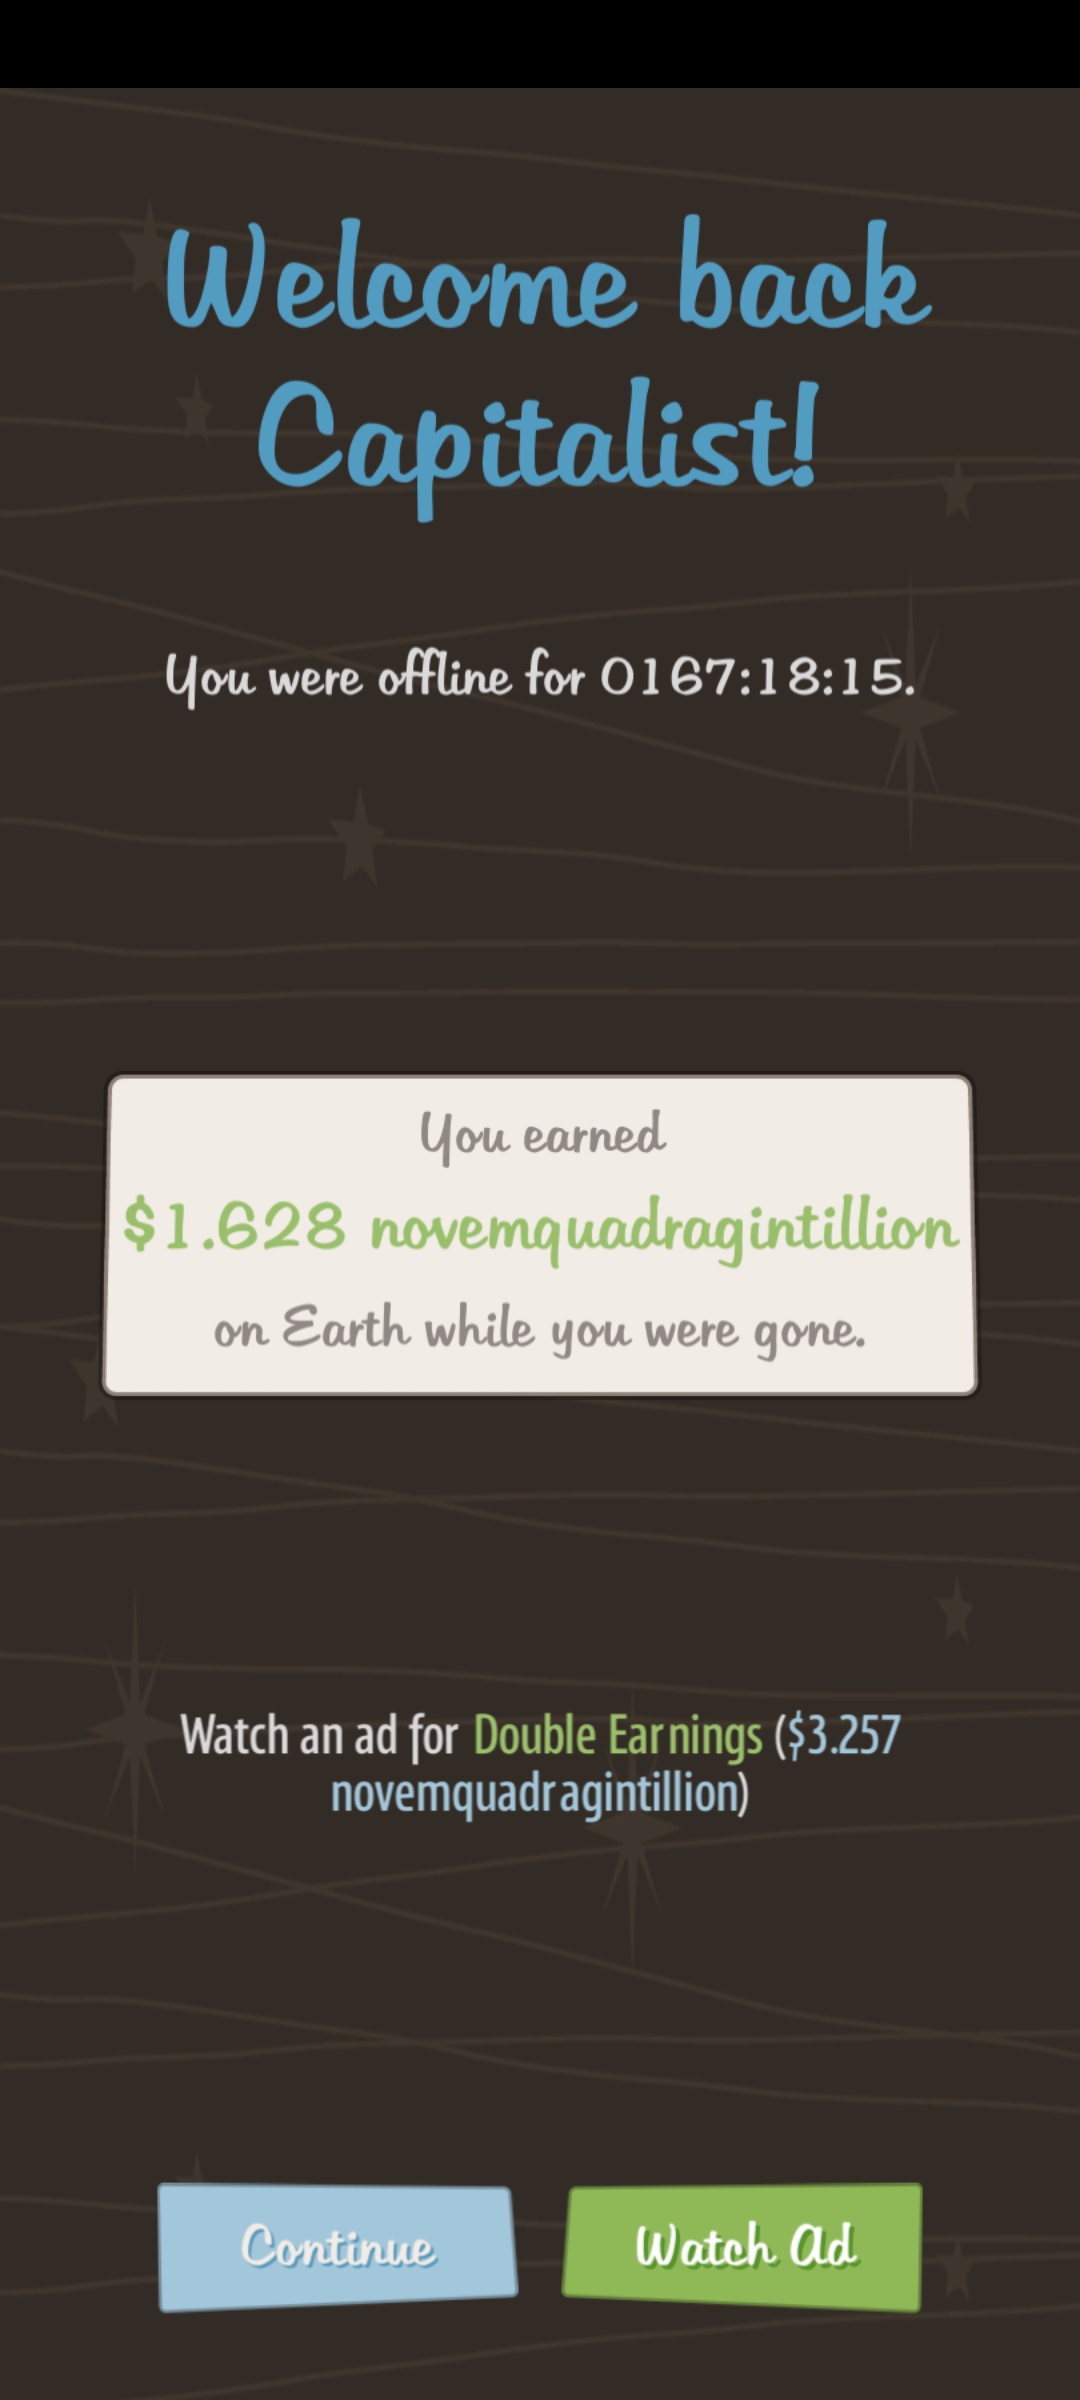 Welcome back
Capitalist!
You were offline for 0167:18:15.
You earned
$1.628 novemquadragintillion
on Earth while you were gone.
Watch an ad for Double Earnings ($3.257
novemquadragintillion)
Continue
Watch Ad